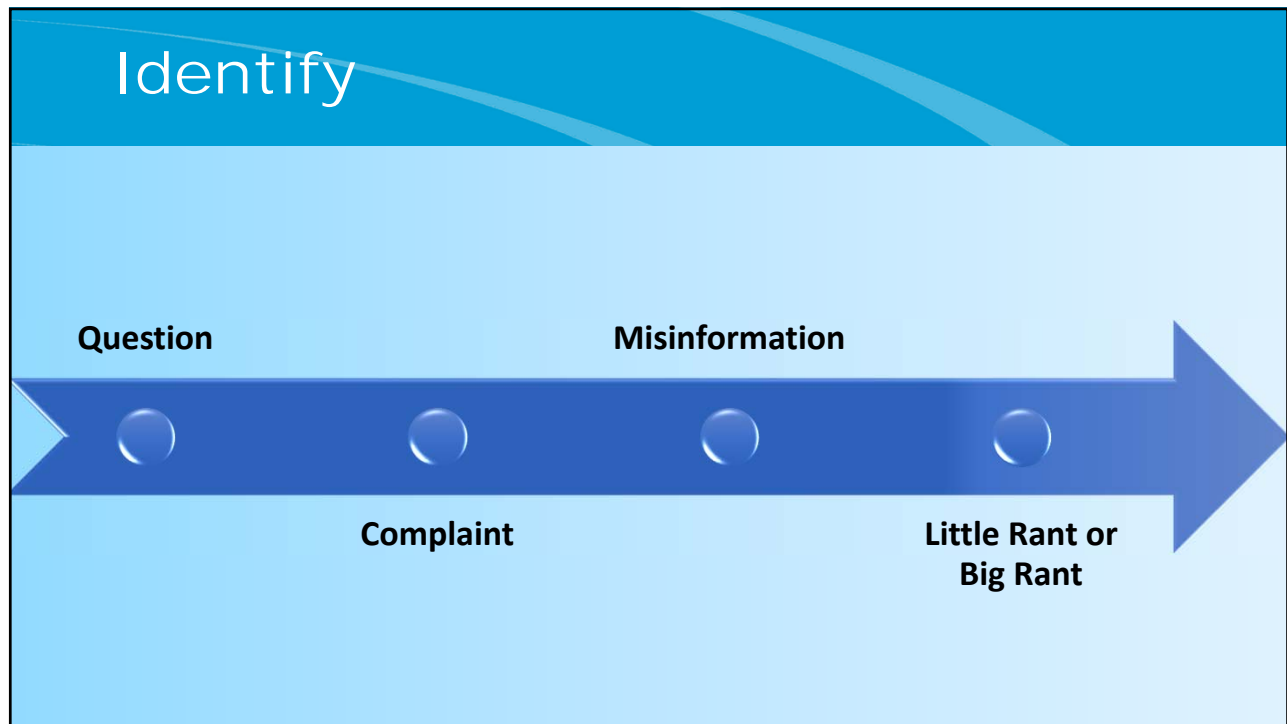 Identify
Question
Complaint
Misinformation
Little Rant or
Big Rant